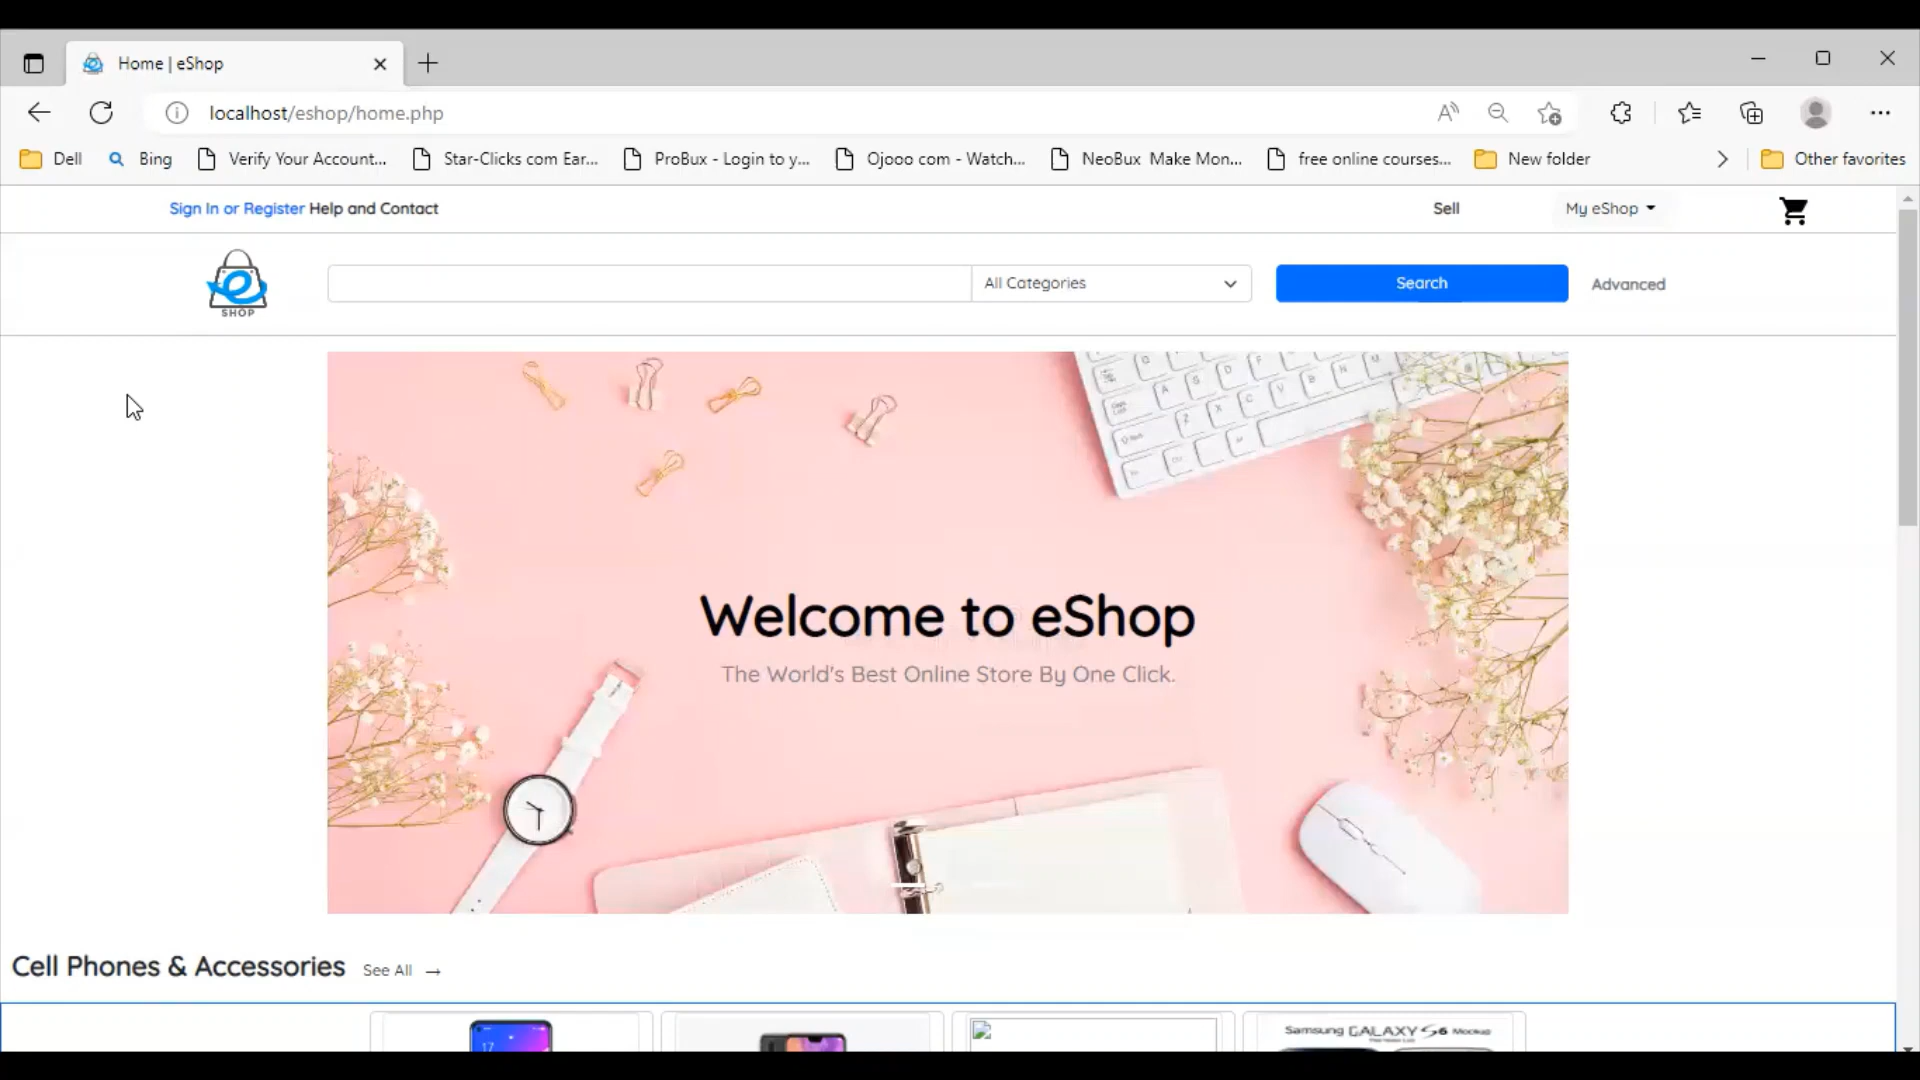 Home | eShop
localhost/eshop/home.php
Dell
Bing
Verify Your Account...
Star-Clicks com Ear...
ProBux - Login to y...
Ojooo com - Watch...
NeoBux Make Mon...
free online courses...
New folder
Other favorites
Sign In or Register Help and Contact
Sell
My eShop
SHOP
All Categories
Search
Advanced
Welcome to eShop
The World's Best Online Store By One Click.
Cell Phones & Accessories
See All →
17
Samsung GALAXY S6 Mockup